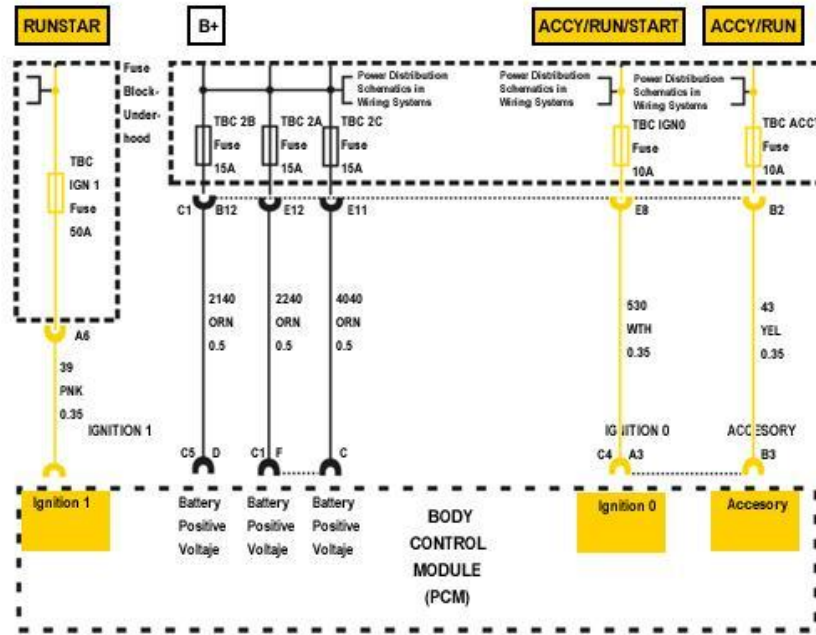 RUNSTAR
B+
ACCY/RUN/START
ACCY/RUN
Fuse
Block-
Under-
hood
Power Distribution
Schematics in
Wiring Systems
Power Distribution
Schematics in
Wiring Systems
Power Distribution
Schematics in
Wiring Systems
TBC
IGN 1
Fuse
50A
TBC 2B
Fuse
15A
TBC 2A
Fuse
15A
TBC 2C
Fuse
15A
TBC IGN0
Fuse
10A
TBC ACCY
Fuse
10A
C1 B12
E12
E11
E8
B2
A6
39
PNK
0.35
2140
ORN
0.5
2240
ORN
0.5
4040
ORN
0.5
530
WTH
0.35
43
YEL
0.35
IGNITION 1
IGNITION 0
ACCESORY
C5 D
C1 F
C
C4 A3
B3
Ignition 1
Battery
Positive
Voltaje
Battery
Positive
Voltaje
Battery
Positive
Voltaje
BODY
CONTROL
MODULE
(PCM)
Ignition 0
Accesory